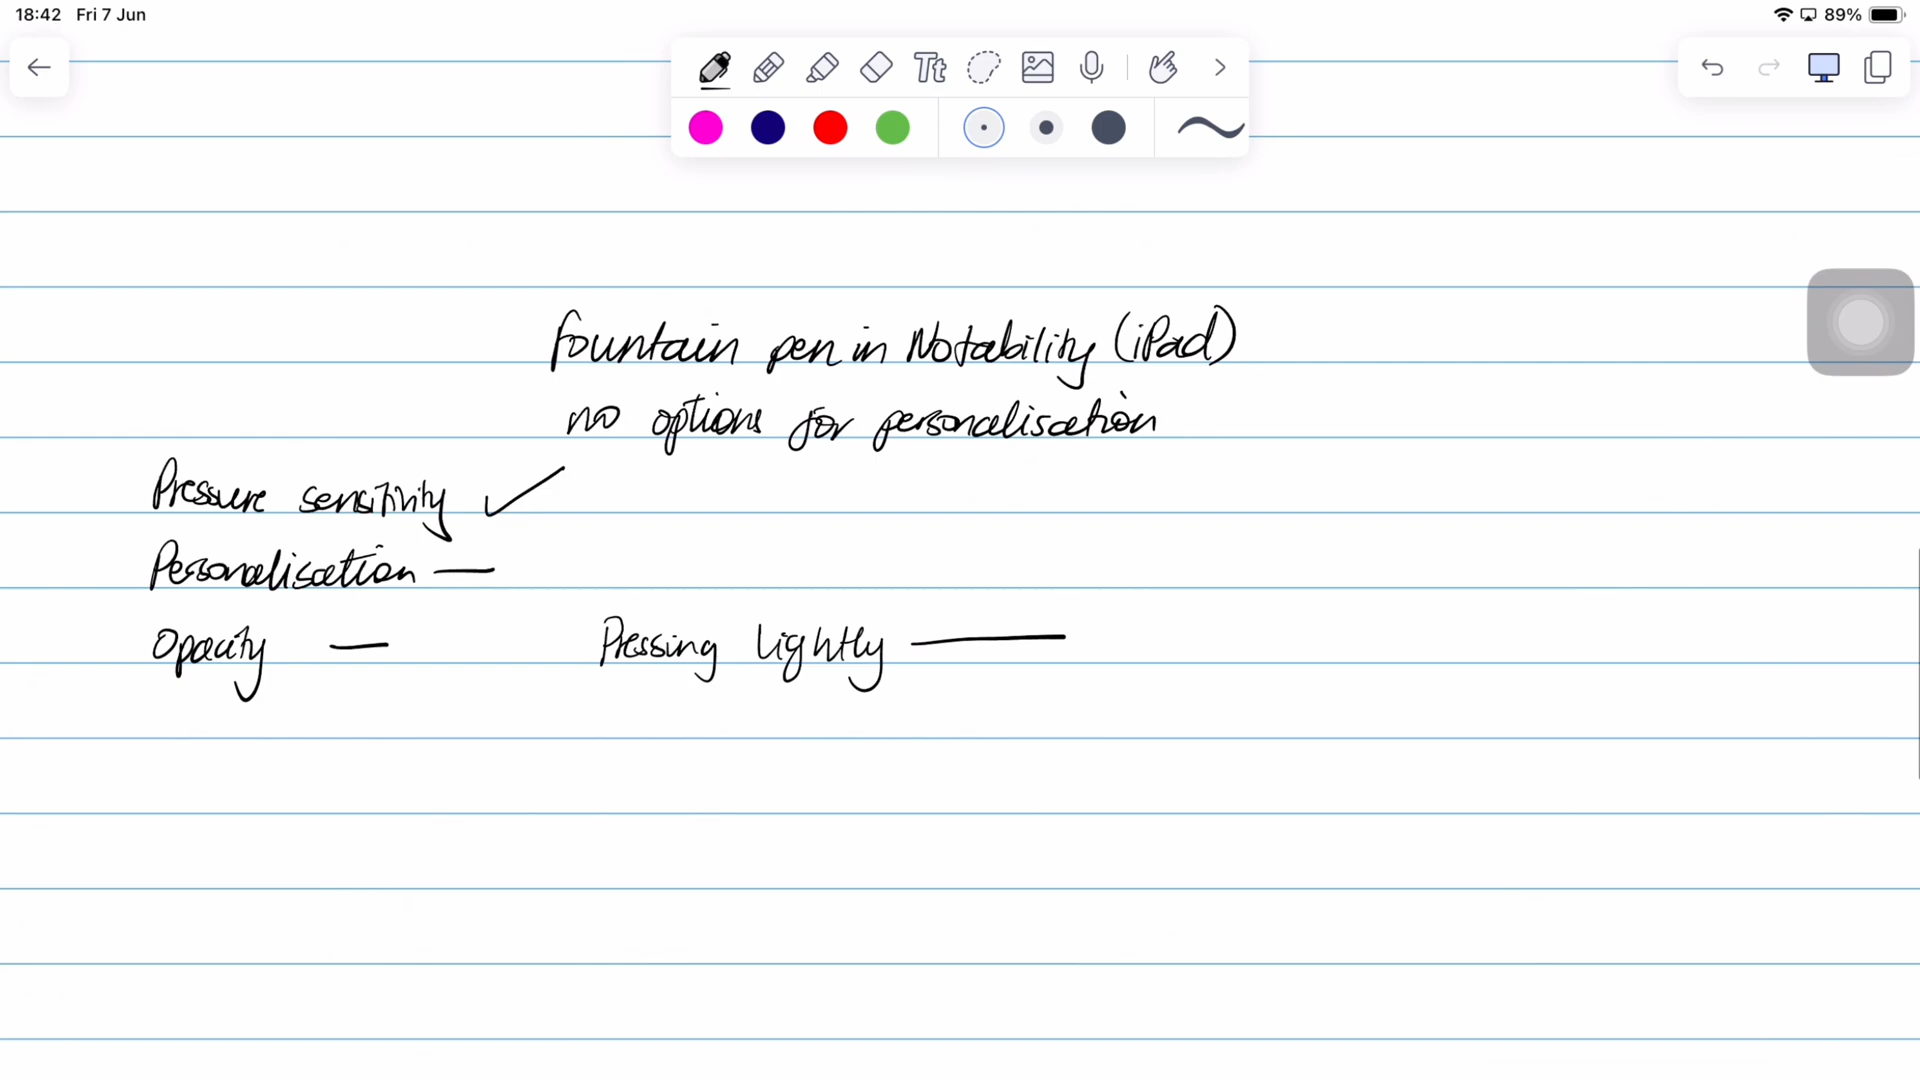 18:42 Fri 7 Jun 89%
Tt
fountain pen in Notability (iPad)
no options for personalisation
Pressure sensitivity ✓
Personalisation —
Opacity — Pressing lightly —